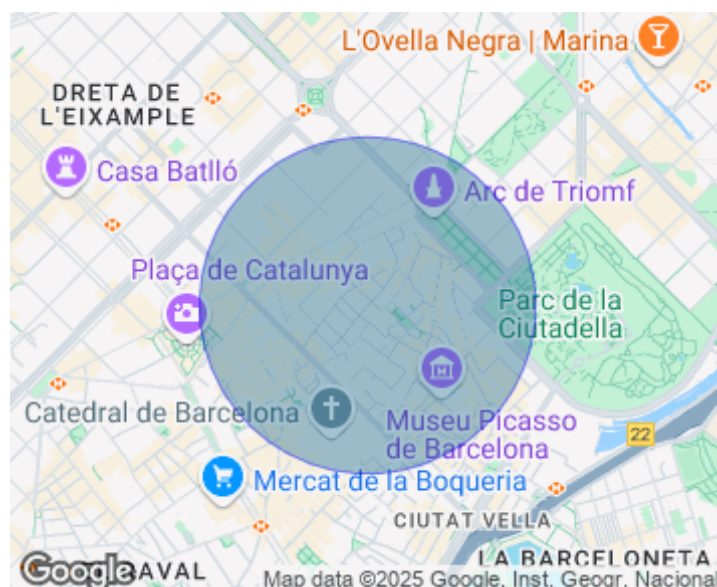 L'Ovella Negra | Marina
DRETA DE
L'EIXAMPLE
Casa Batlló
Arc de Triomf
Plaça de Catalunya
Parc de la
Ciutadella
Catedral de Barcelona
Museu Picasso
de Barcelona
22
Mercat de la Boqueria
CIUTAT VELLA
LA BARCELONETA
Google
RAVAL
Map data ©2025 Google, Inst. Geogr. Nacional